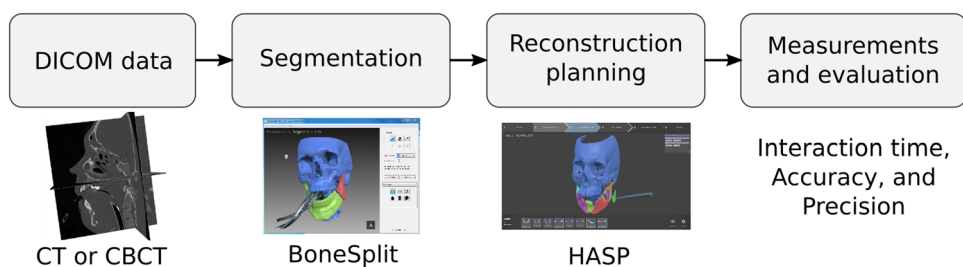 DICOM data
Segmentation
Reconstruction
planning
Measurements
and evaluation
CT or CBCT
BoneSplit
A
HASP
Interaction time,
Accuracy, and
Precision